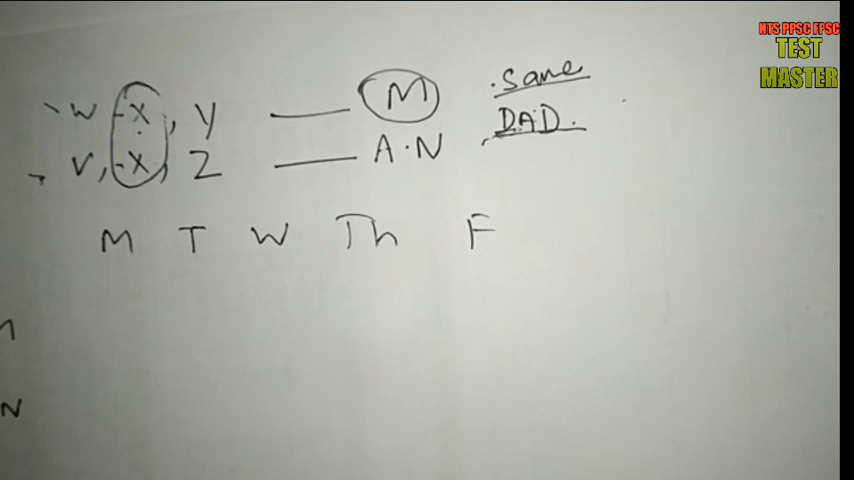 W - X, Y — M . Same
V, - X, Z — A.N DAD.
M T W Th F
N
NTS PPSC FPSC
TEST
MASTER